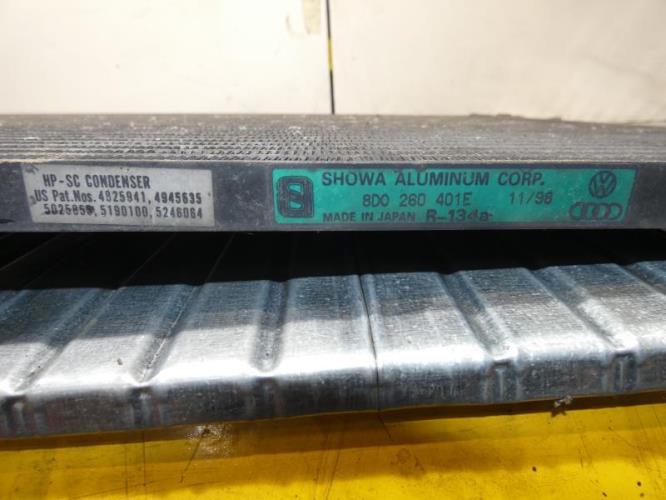 HP-SC CONDENSER
US Pat.Nos. 4825941, 4945635
5025855, 5190100, 5246064
S
SHOWA ALUMINUM CORP.
8D0 260 401E 11/98
MADE IN JAPAN R-134a